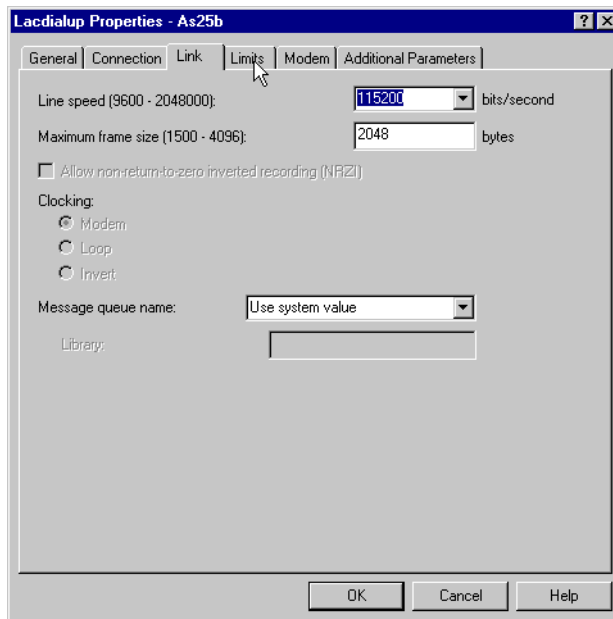 Lacdialup Properties - As25b
General Connection Link Limits Modem Additional Parameters
Line speed (9600 - 2048000): 115200 bits/second
Maximum frame size (1500 - 4096): 2048 bytes
Allow non-return-to-zero inverted recording (NRZI)
Clocking:
Modem
Loop
Invert
Message queue name: Use system value
Library:
OK Cancel Help